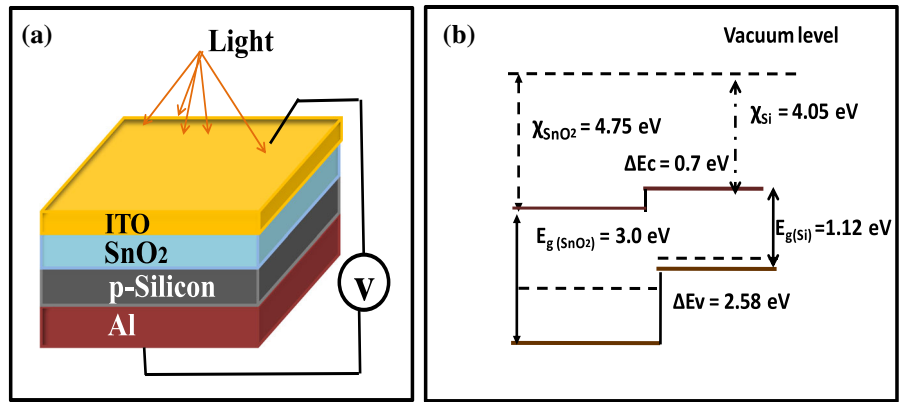 (a)
Light
ITO
SnO₂
p-Silicon
Al
V
(b)
Vacuum level
χSnO₂ = 4.75 eV
χSi = 4.05 eV
ΔEc = 0.7 eV
Eg (SnO₂) = 3.0 eV
Eg(Si) =1.12 eV
ΔEv = 2.58 eV